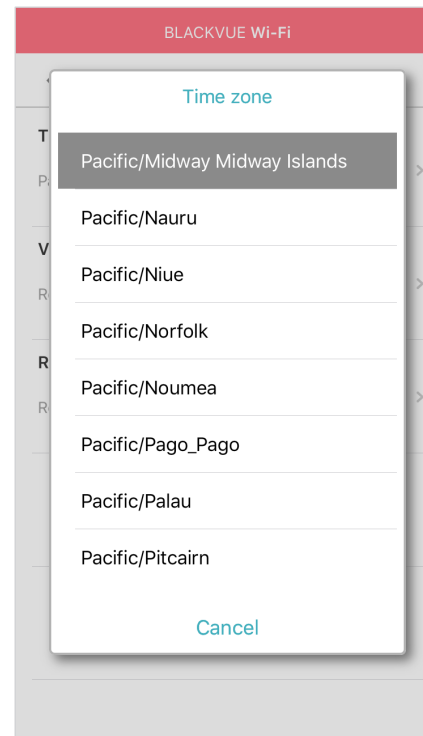 BLACKVUE Wi-Fi
Time zone
Pacific/Midway Midway Islands
Pacific/Nauru
Pacific/Niue
Pacific/Norfolk
Pacific/Noumea
Pacific/Pago_Pago
Pacific/Palau
Pacific/Pitcairn
Cancel